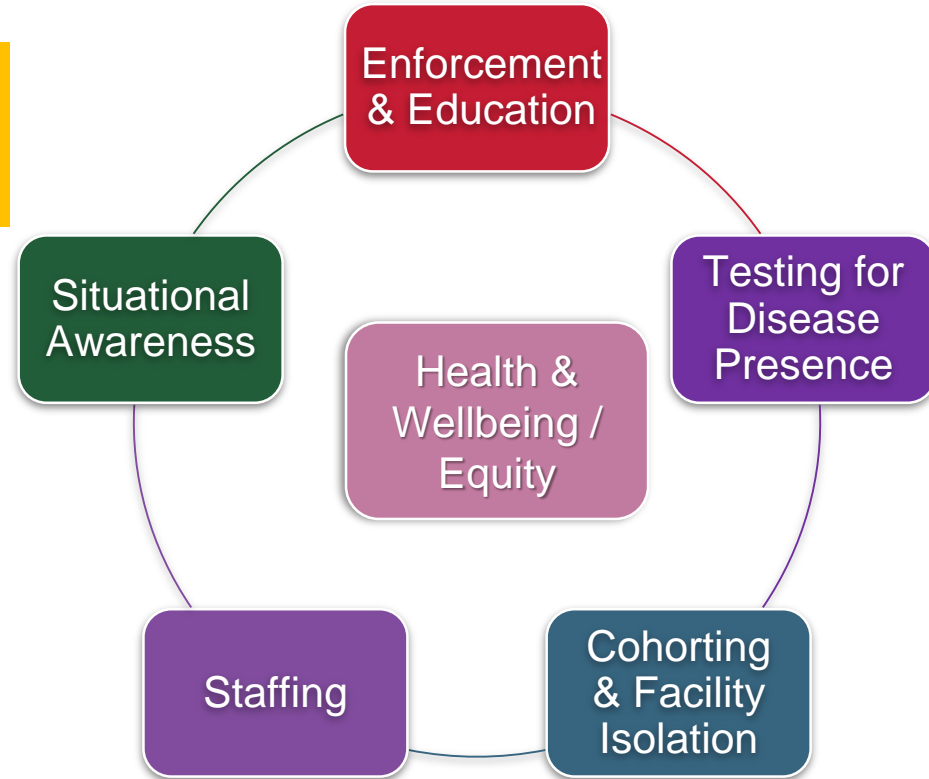 Enforcement
& Education
Situational
Awareness
Testing for
Disease
Presence
Health &
Wellbeing /
Equity
Staffing
Cohorting
& Facility
Isolation